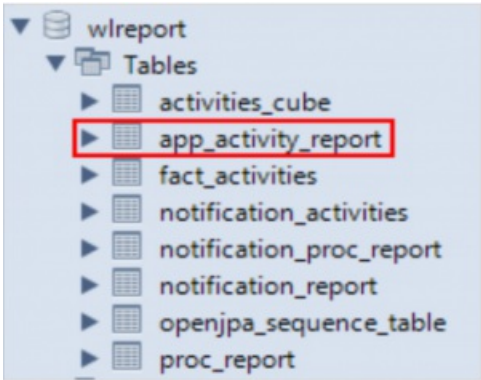 wlreport
Tables
activities_cube
app_activity_report
fact_activities
notification_activities
notification_proc_report
notification_report
openjpa_sequence_table
proc_report